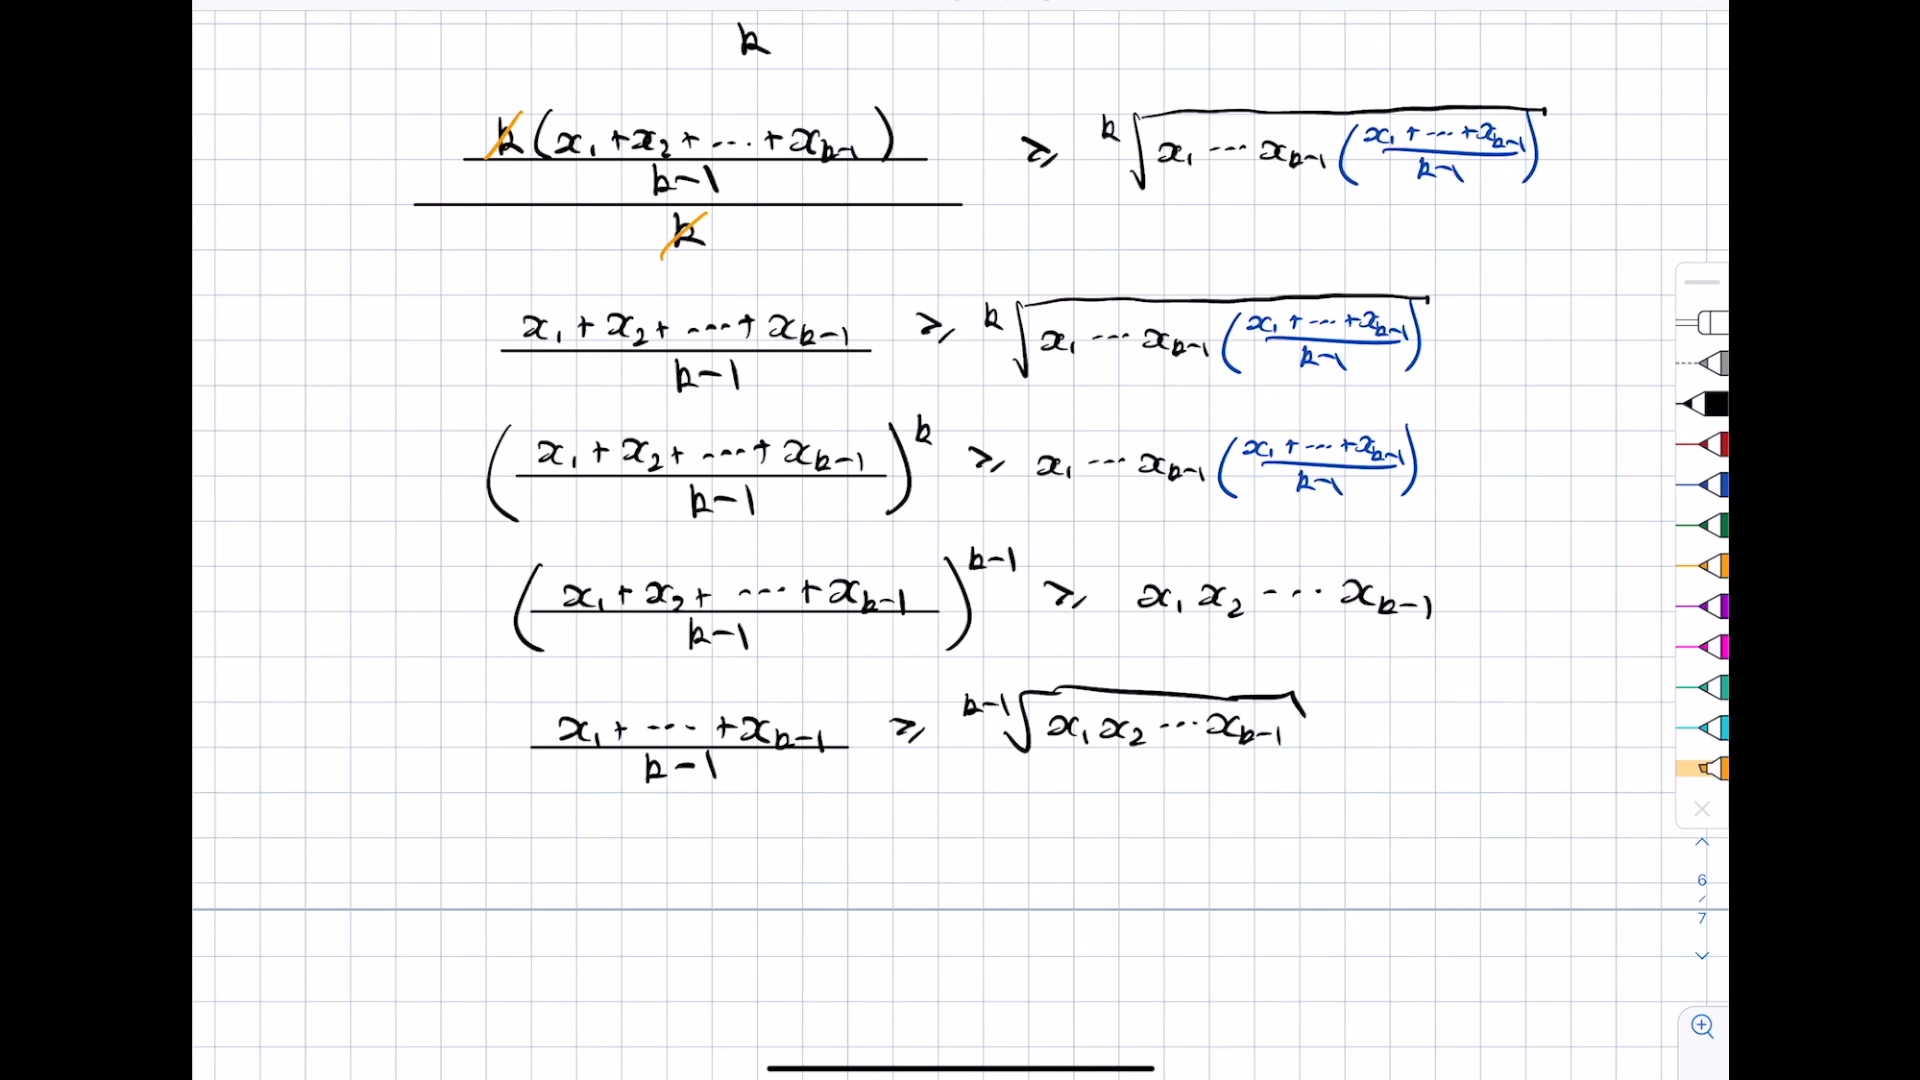 k
k(x₁+x₂+...+xₖ₋₁)/(k-1) / k ≥ ᵏ√(x₁...xₖ₋₁((x₁+...+xₖ₋₁)/(k-1)))
(x₁+x₂+...+xₖ₋₁)/(k-1) ≥ ᵏ√(x₁...xₖ₋₁((x₁+...+xₖ₋₁)/(k-1)))
((x₁+x₂+...+xₖ₋₁)/(k-1))ᵏ ≥ x₁...xₖ₋₁((x₁+...+xₖ₋₁)/(k-1))
((x₁+x₂+...+xₖ₋₁)/(k-1))ᵏ⁻¹ ≥ x₁x₂...xₖ₋₁
(x₁+...+xₖ₋₁)/(k-1) ≥ ᵏ⁻¹√(x₁x₂...xₖ₋₁)
6
/
7